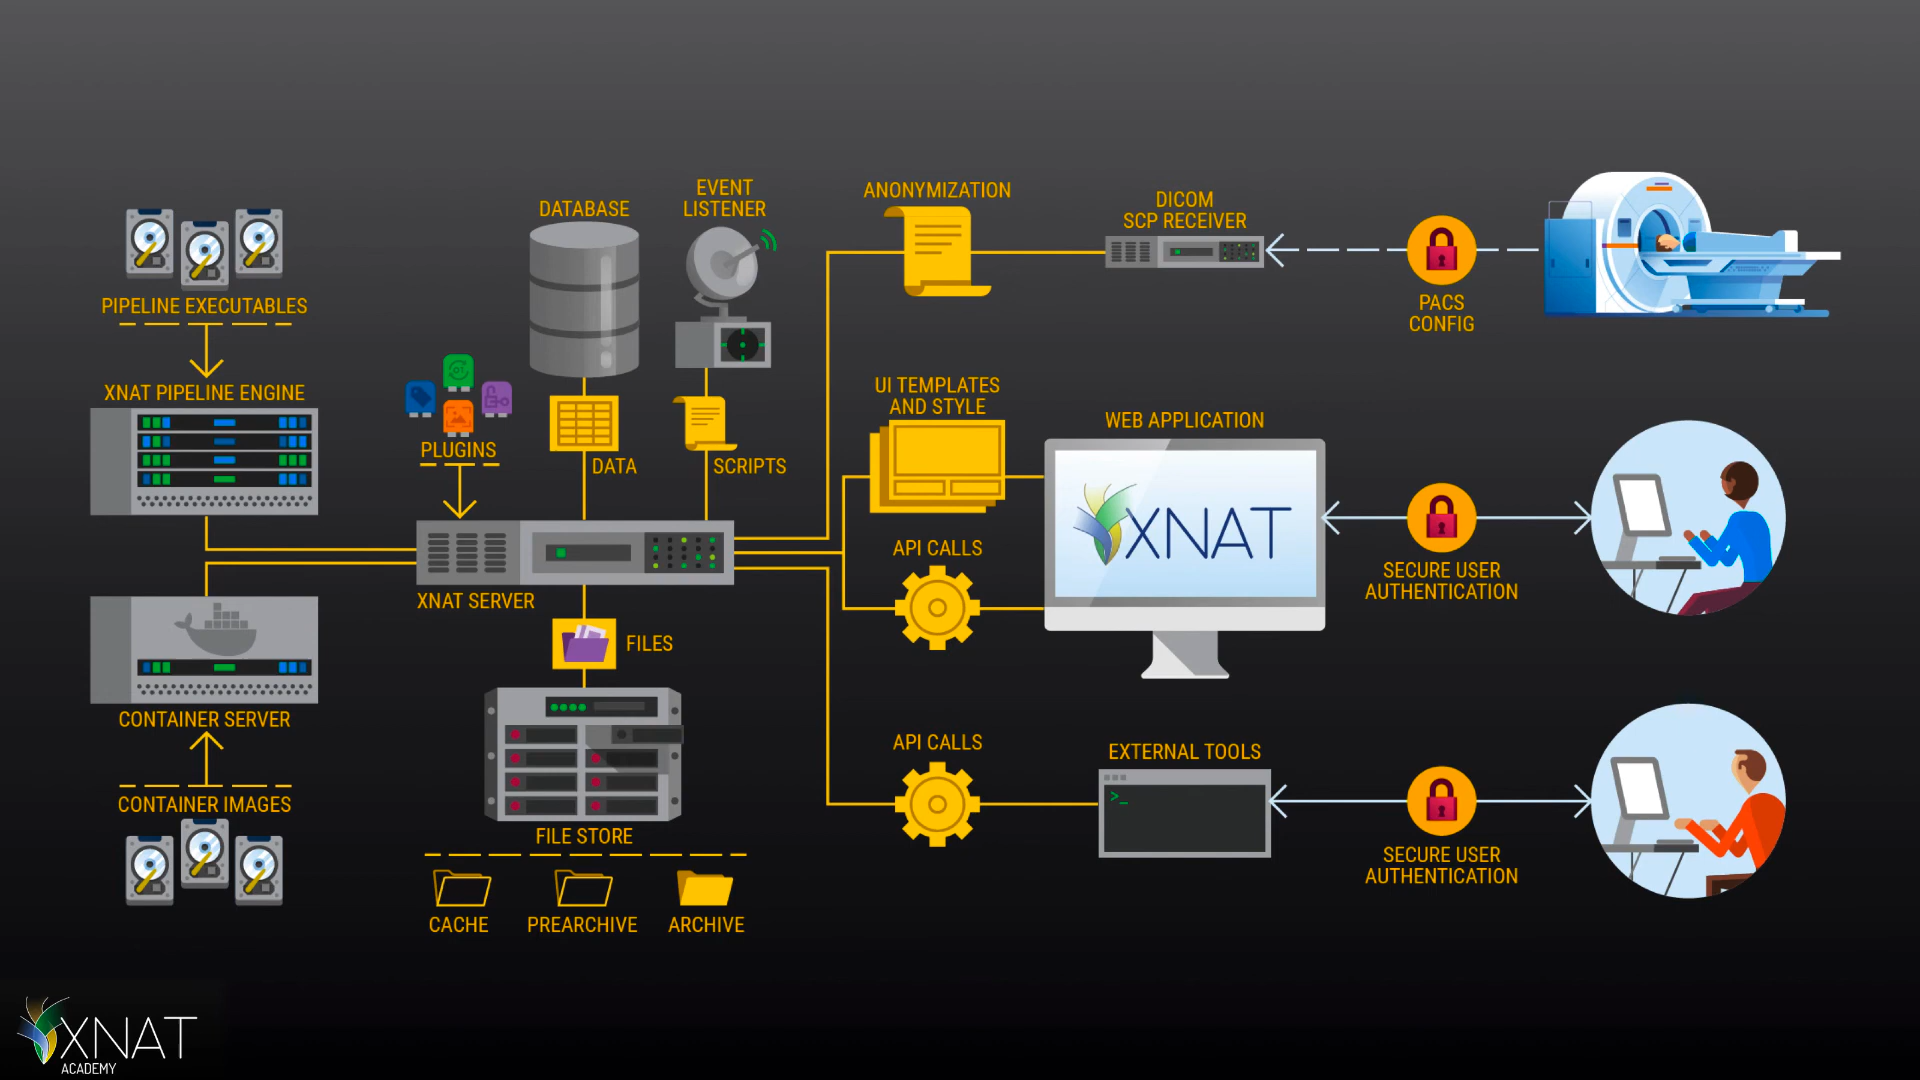 EVENT
LISTENER
DATABASE
ANONYMIZATION
DICOM
SCP RECEIVER
PACS
CONFIG
PIPELINE EXECUTABLES
XNAT PIPELINE ENGINE
PLUGINS
DATA
SCRIPTS
UI TEMPLATES
AND STYLE
WEB APPLICATION
XNAT
API CALLS
SECURE USER
AUTHENTICATION
XNAT SERVER
FILES
CONTAINER SERVER
CONTAINER IMAGES
FILE STORE
CACHE
PREARCHIVE
ARCHIVE
API CALLS
EXTERNAL TOOLS
>_
SECURE USER
AUTHENTICATION
XNAT
ACADEMY